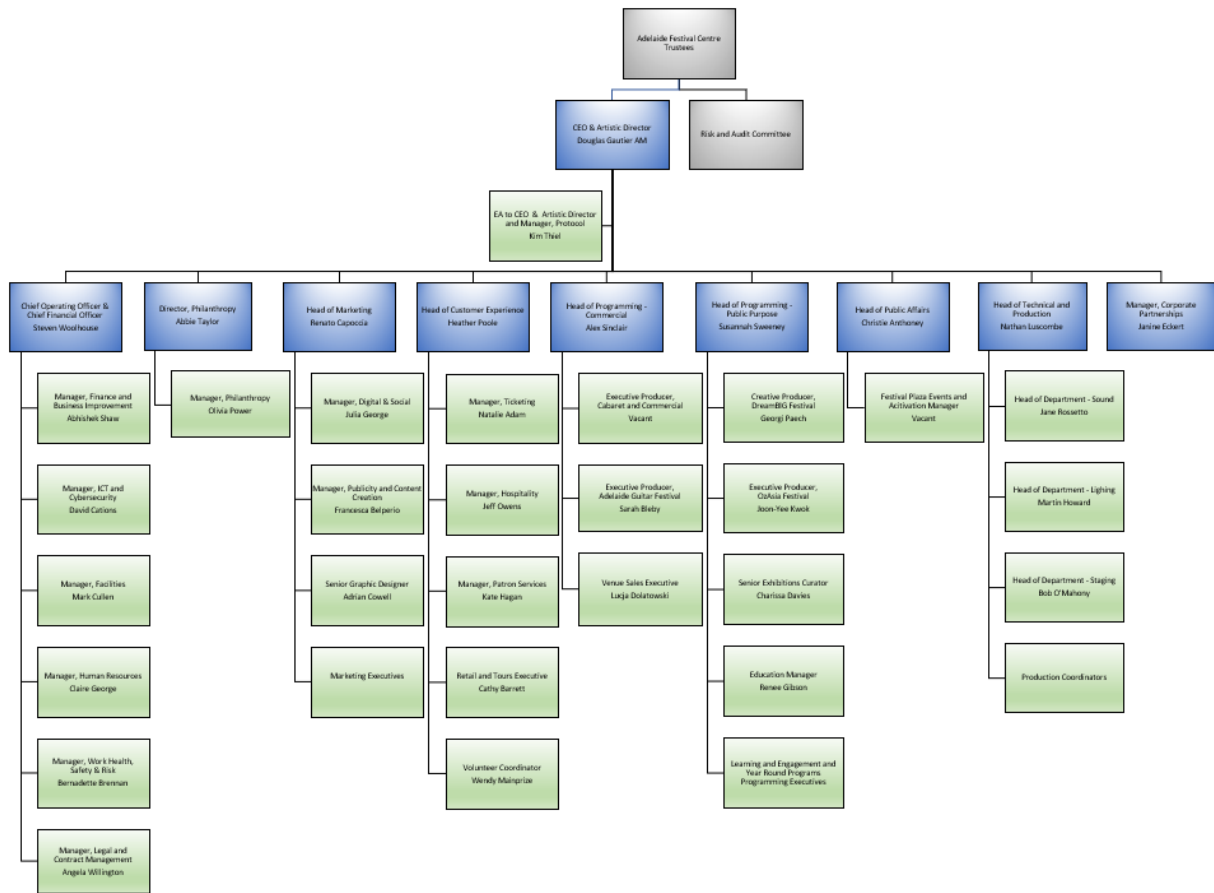 Adelaide Festival Centre
Trustees
CEO & Artistic Director
Douglas Gautier AM
Risk and Audit Committee
EA to CEO & Artistic Director
and Manager, Protocol
Kim Thiel
Chief Operating Officer &
Chief Financial Officer
Steven Woolhouse
Director, Philanthropy
Abbie Taylor
Head of Marketing
Renato Capoccia
Head of Customer Experience
Heather Poole
Head of Programming -
Commercial
Alex Sinclair
Head of Programming -
Public Purpose
Susannah Sweeney
Head of Public Affairs
Christie Anthoney
Head of Technical and
Production
Nathan Luscombe
Manager, Corporate
Partnerships
Janine Eckert
Manager, Finance and
Business Improvement
Abhishek Shaw
Manager, ICT and
Cybersecurity
David Cations
Manager, Facilities
Mark Cullen
Manager, Human Resources
Claire George
Manager, Work Health,
Safety & Risk
Bernadette Brennan
Manager, Legal and
Contract Management
Angela Willington
Manager, Philanthropy
Olivia Power
Manager, Digital & Social
Julia George
Manager, Publicity and Content
Creation
Francesca Belperio
Senior Graphic Designer
Adrian Cowell
Marketing Executives
Manager, Ticketing
Natalie Adam
Manager, Hospitality
Jeff Owens
Manager, Patron Services
Kate Hagan
Retail and Tours Executive
Cathy Barrett
Volunteer Coordinator
Wendy Mainprize
Executive Producer,
Cabaret and Commercial
Vacant
Executive Producer,
Adelaide Guitar Festival
Sarah Bleby
Venue Sales Executive
Lucja Dolatowski
Creative Producer,
DreamBIG Festival
Georgi Paech
Executive Producer,
OzAsia Festival
Joon-Yee Kwok
Senior Exhibitions Curator
Charissa Davies
Education Manager
Renee Gibson
Learning and Engagement and
Year Round Programs
Programming Executives
Festival Plaza Events and
Acitivation Manager
Vacant
Head of Department - Sound
Jane Rossetto
Head of Department - Lighing
Martin Howard
Head of Department - Staging
Bob O'Mahony
Production Coordinators